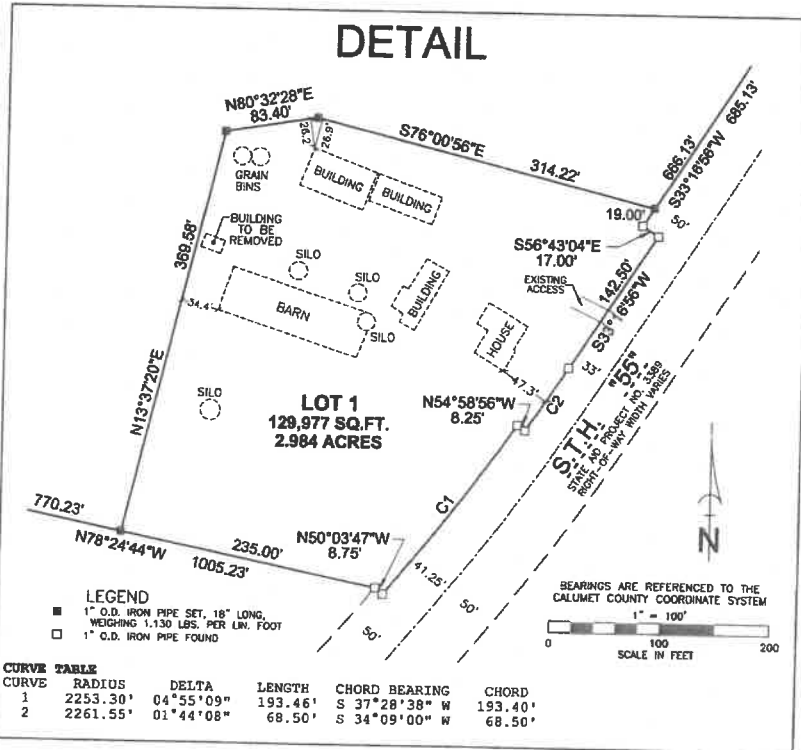 DETAIL
N80°32'28"E
83.40'
26.2'
26.9'
S76°00'56"E
314.22'
666.13'
S33°16'56"W
685.13'
GRAIN
BINS
BUILDING
BUILDING
19.00'
50'
S56°43'04"E
17.00'
BUILDING
TO BE
REMOVED
369.58'
N13°37'20"E
34.4'
SILO
SILO
BARN
SILO
BUILDING
EXISTING
ACCESS
142.50'
S33°16'56"W
HOUSE
47.3'
33'
SILO
LOT 1
129,977 SQ.FT.
2.984 ACRES
N54°58'56"W
8.25'
C2
S.T.H. "55"
STATE AID PROJECT NO. 3389
RIGHT-OF-WAY WIDTH VARIES
C1
770.23'
N78°24'44"W
235.00'
1005.23'
N50°03'47"W
8.75'
41.25'
50'
50'
N
LEGEND
1" O.D. IRON PIPE SET, 18" LONG,
WEIGHING 1.130 LBS. PER LIN. FOOT
1" O.D. IRON PIPE FOUND
BEARINGS ARE REFERENCED TO THE
CALUMET COUNTY COORDINATE SYSTEM
1" = 100'
0 200
SCALE IN FEET
CURVE TABLE
CURVE RADIUS DELTA LENGTH CHORD BEARING CHORD
1 2253.30' 04°55'09" 193.46' S 37°28'38" W 193.40'
2 2261.55' 01°44'08" 68.50' S 34°09'00" W 68.50'